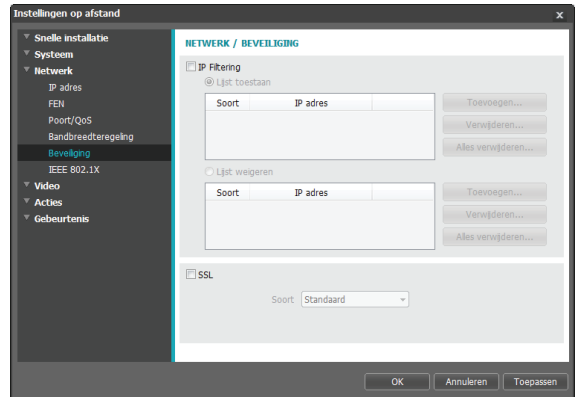 Instellingen op afstand
x
Snelle installatie
Systeem
Netwerk
IP adres
FEN
Poort/QoS
Bandbreedteregeling
Beveiliging
IEEE 802.1X
Video
Acties
Gebeurtenis
NETWERK / BEVEILIGING
IP Filtering
Lijst toestaan
Soort IP adres
Toevoegen...
Verwijderen...
Alles verwijderen...
Lijst weigeren
Soort IP adres
Toevoegen...
Verwijderen...
Alles verwijderen...
SSL
Soort Standaard
OK Annuleren Toepassen